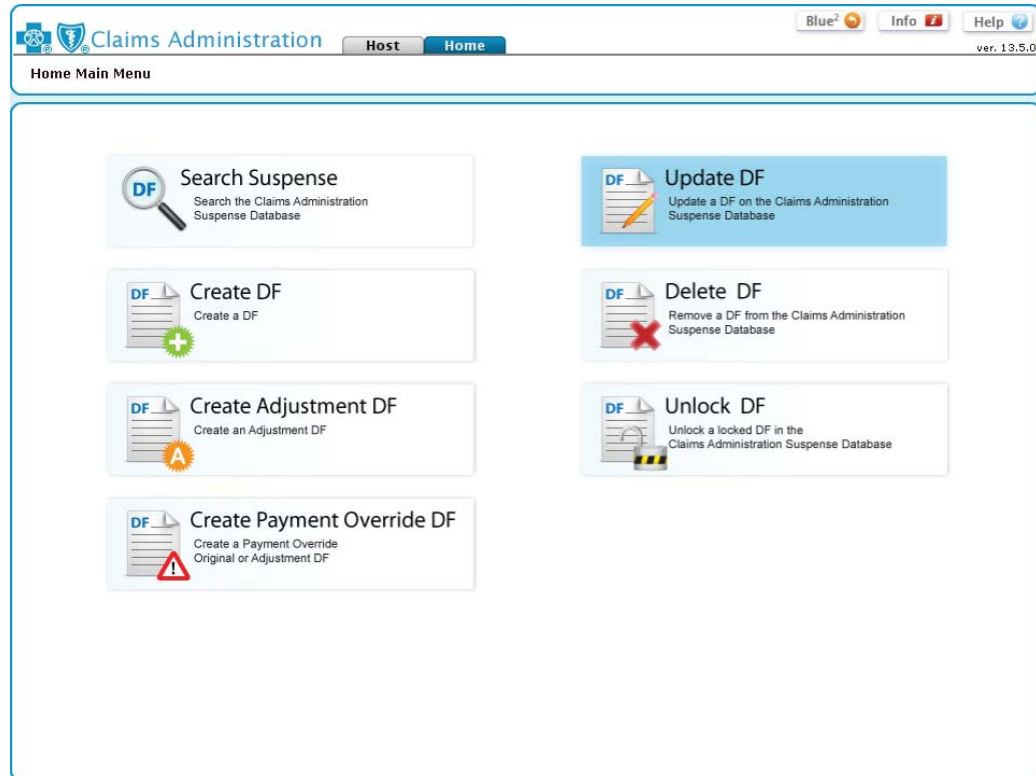 Blue² Info i Help ?
® ® Claims Administration Host Home
ver. 13.5.0
Home Main Menu
DF Search Suspense
Search the Claims Administration
Suspense Database
DF Update DF
Update a DF on the Claims Administration
Suspense Database
DF Create DF
Create a DF
DF Delete DF
Remove a DF from the Claims Administration
Suspense Database
DF Create Adjustment DF
Create an Adjustment DF
A
DF Unlock DF
Unlock a locked DF in the
Claims Administration Suspense Database
DF Create Payment Override DF
Create a Payment Override
Original or Adjustment DF
!